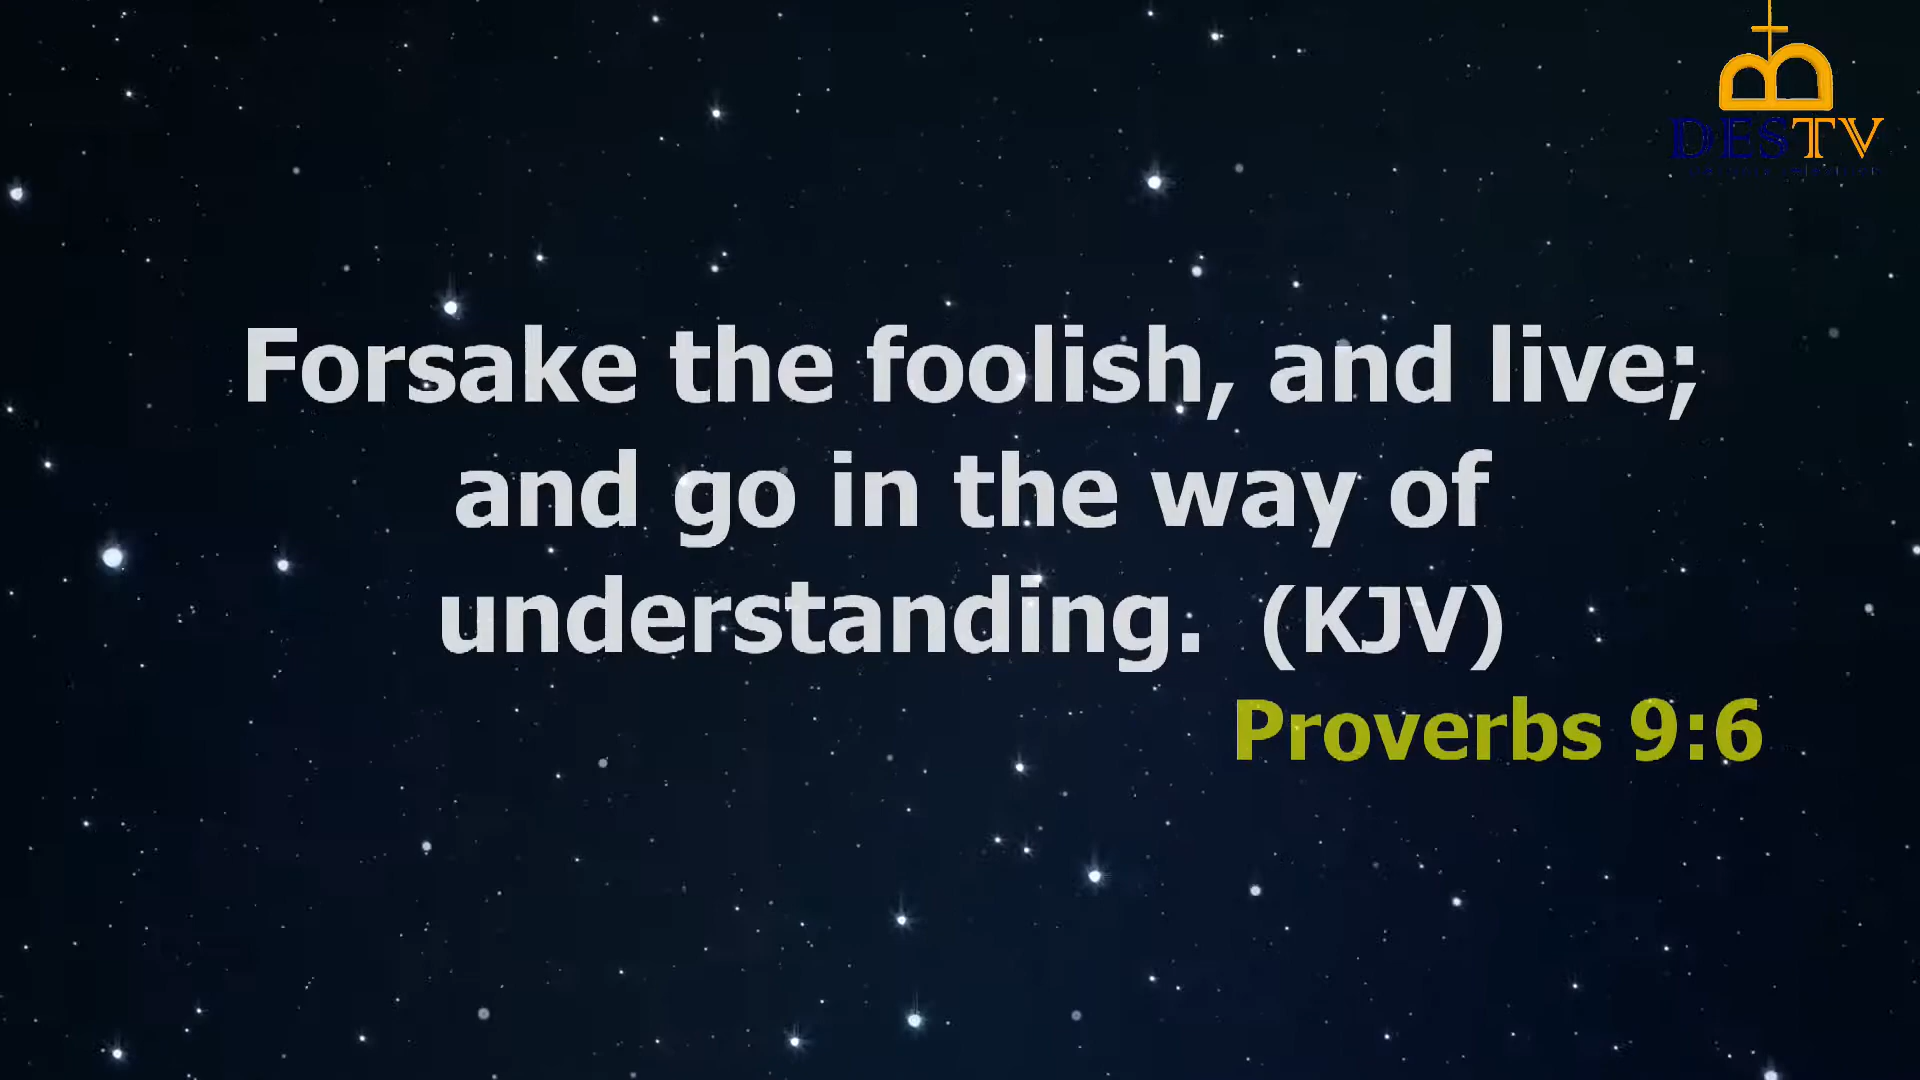 DESTV
Forsake the foolish, and live;
and go in the way of
understanding. (KJV)
Proverbs 9:6